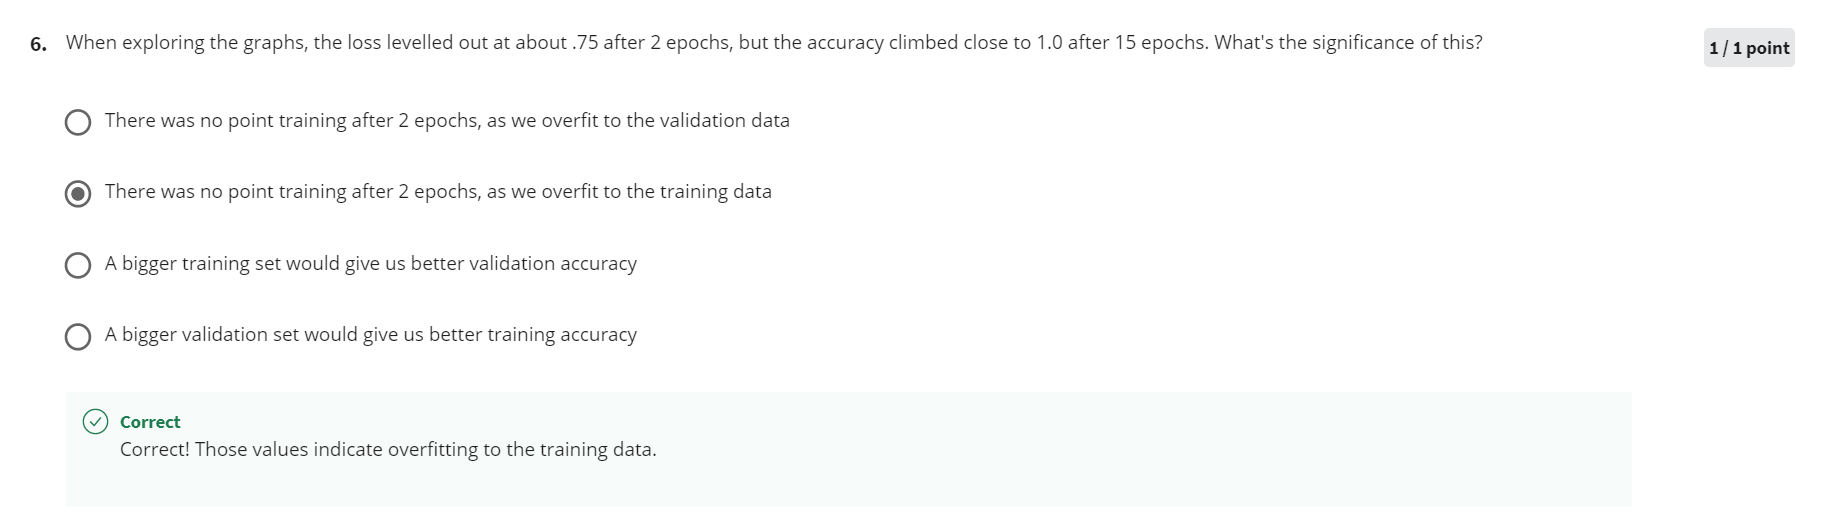 6. When exploring the graphs, the loss levelled out at about .75 after 2 epochs, but the accuracy climbed close to 1.0 after 15 epochs. What's the significance of this?
1 / 1 point
There was no point training after 2 epochs, as we overfit to the validation data
There was no point training after 2 epochs, as we overfit to the training data
A bigger training set would give us better validation accuracy
A bigger validation set would give us better training accuracy
Correct
Correct! Those values indicate overfitting to the training data.